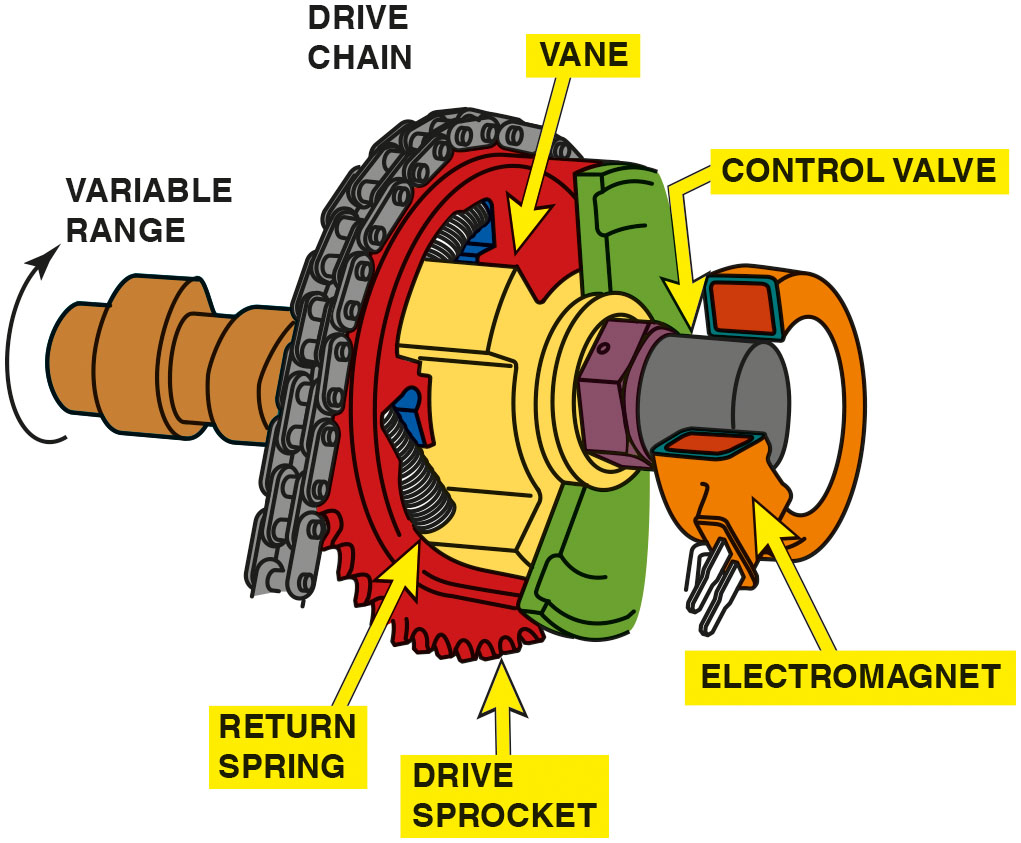 DRIVE
CHAIN
VANE
CONTROL VALVE
VARIABLE
RANGE
ELECTROMAGNET
RETURN
SPRING
DRIVE
SPROCKET